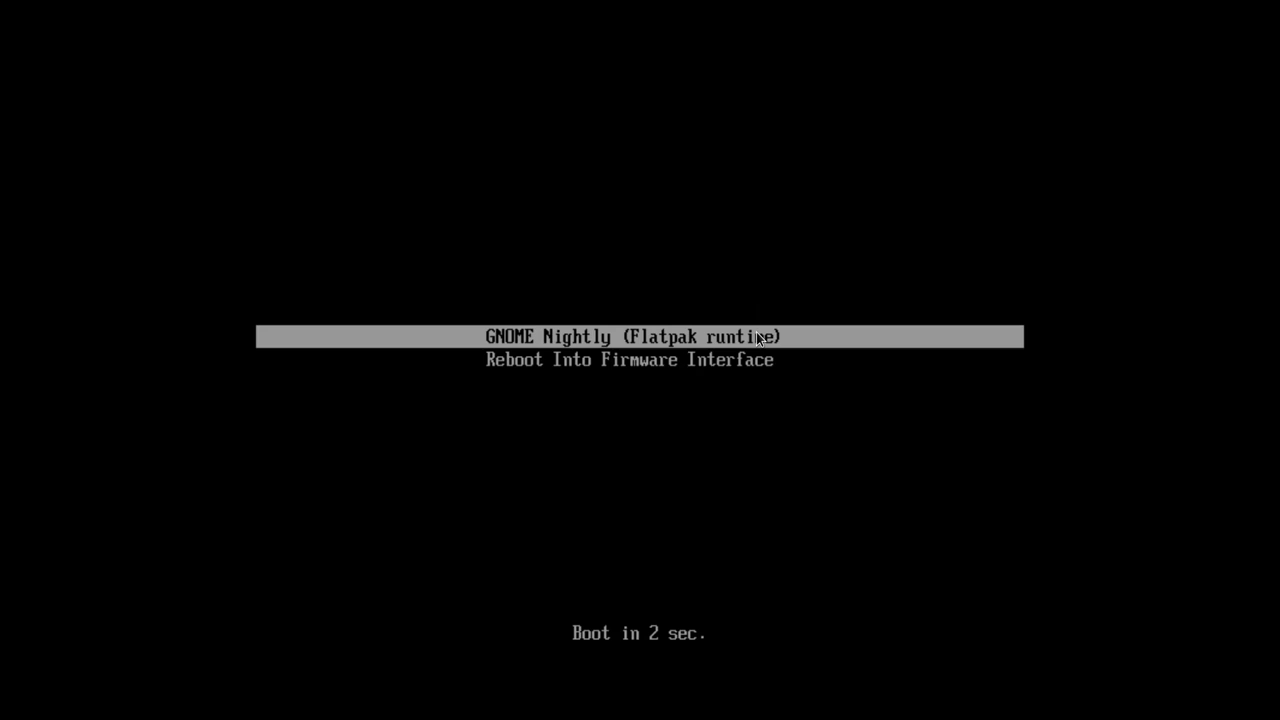 GNOME Nightly (Flatpak runtime)
Reboot Into Firmware Interface
Boot in 2 sec.